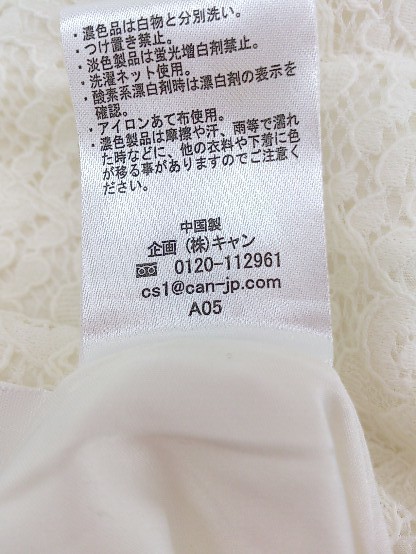 ・濃色品は白物と分別洗い。
・つけ置き禁止。
・淡色製品は蛍光増白剤禁止。
・洗濯ネット使用。
・酸素系漂白剤時は漂白剤の表示を
確認。
・アイロンあて布使用。
・濃色製品は摩擦や汗、雨等で濡れ
た時などに、他の衣料や下着に色
が移る事がありますのでご注意く
ださい。
中国製
企画 (株)キャン
0120-112961
cs1@can-jp.com
A05